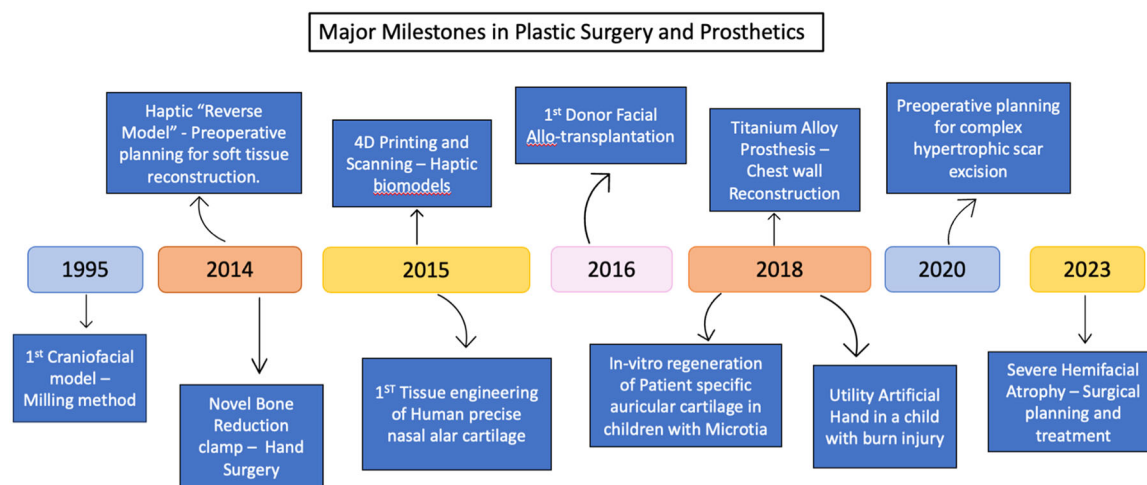 Major Milestones in Plastic Surgery and Prosthetics
Haptic “Reverse
Model” - Preoperative
planning for soft tissue
reconstruction.
4D Printing and
Scanning – Haptic
biomodels
1st Donor Facial
Allo-transplantation
Titanium Alloy
Prosthesis –
Chest wall
Reconstruction
Preoperative planning
for complex
hypertrophic scar
excision
1995
2014
2015
2016
2018
2020
2023
1st Craniofacial
model –
Milling method
Novel Bone
Reduction
clamp – Hand
Surgery
1ST Tissue engineering
of Human precise
nasal alar cartilage
In-vitro regeneration
of Patient specific
auricular cartilage in
children with Microtia
Utility Artificial
Hand in a child
with burn injury
Severe Hemifacial
Atrophy – Surgical
planning and
treatment